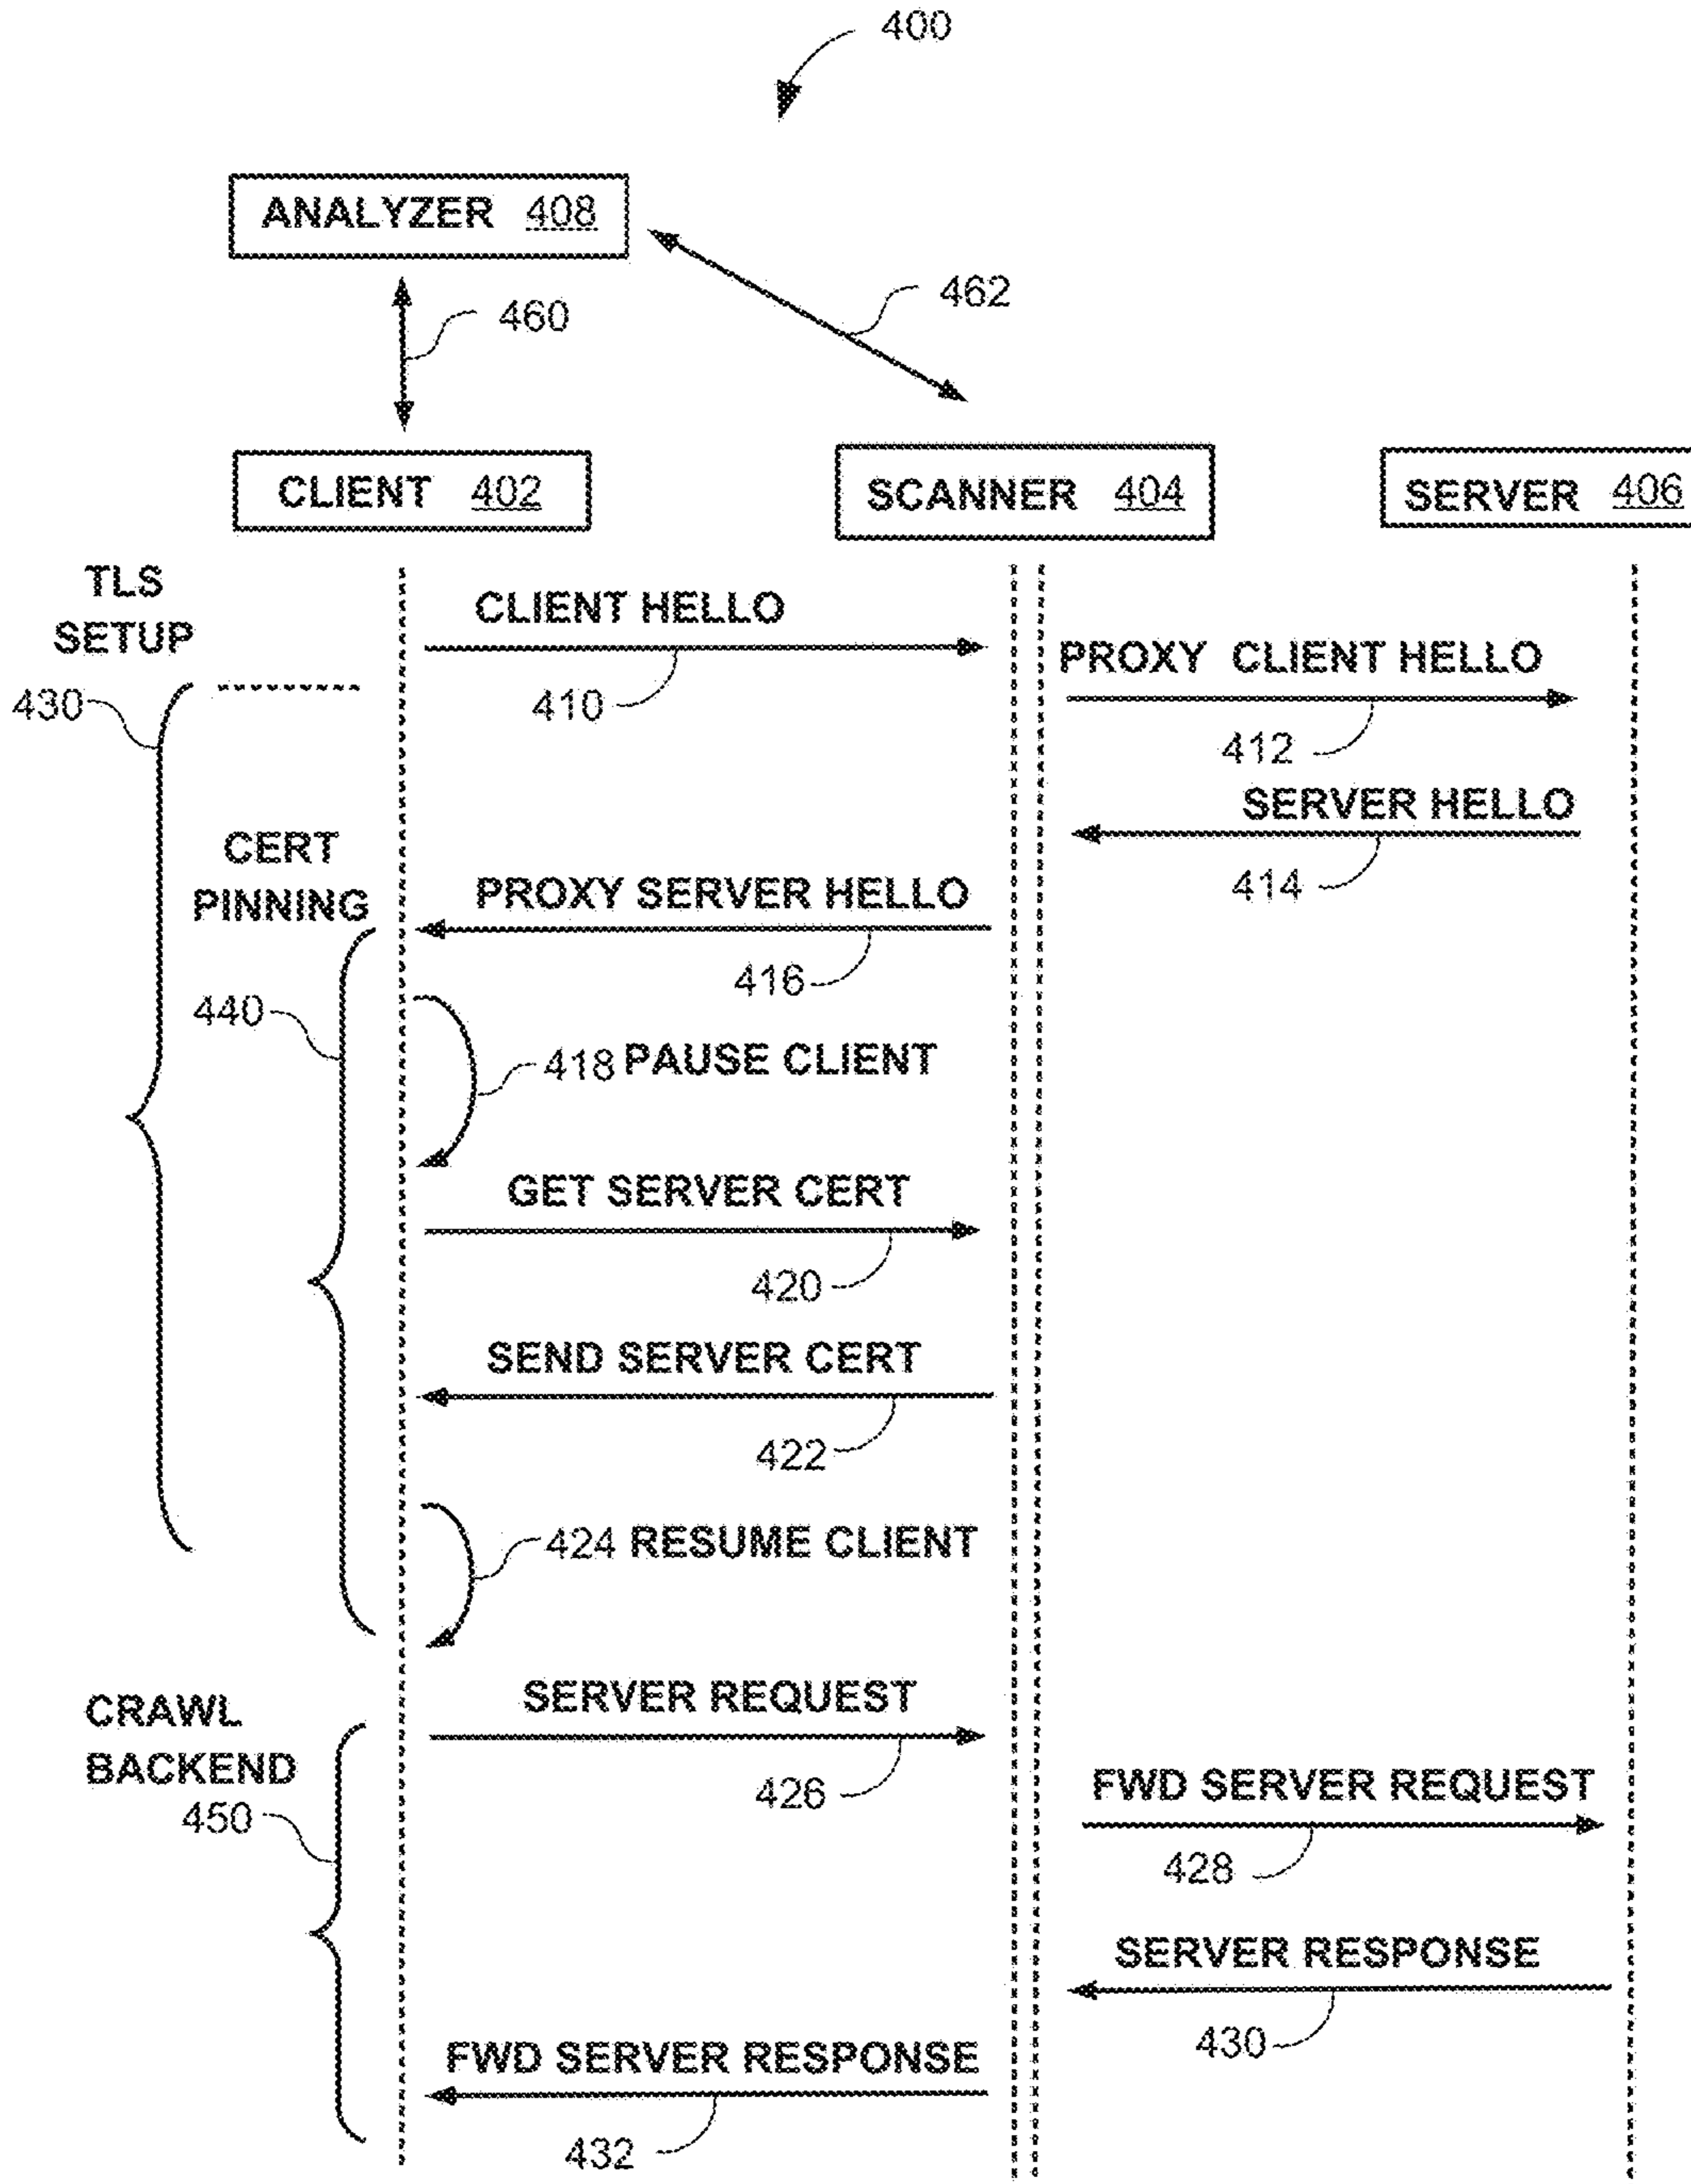 400
ANALYZER 408
462
460
CLIENT 402
SCANNER 404
SERVER 406
TLS
SETUP
CLIENT HELLO
PROXY CLIENT HELLO
430
410
412
SERVER HELLO
CERT
PINNING
PROXY SERVER HELLO
414
416
440
418 PAUSE CLIENT
GET SERVER CERT
420
SEND SERVER CERT
422
424 RESUME CLIENT
SERVER REQUEST
CRAWL
BACKEND
426
FWD SERVER REQUEST
450
428
SERVER RESPONSE
430
FWD SERVER RESPONSE
432